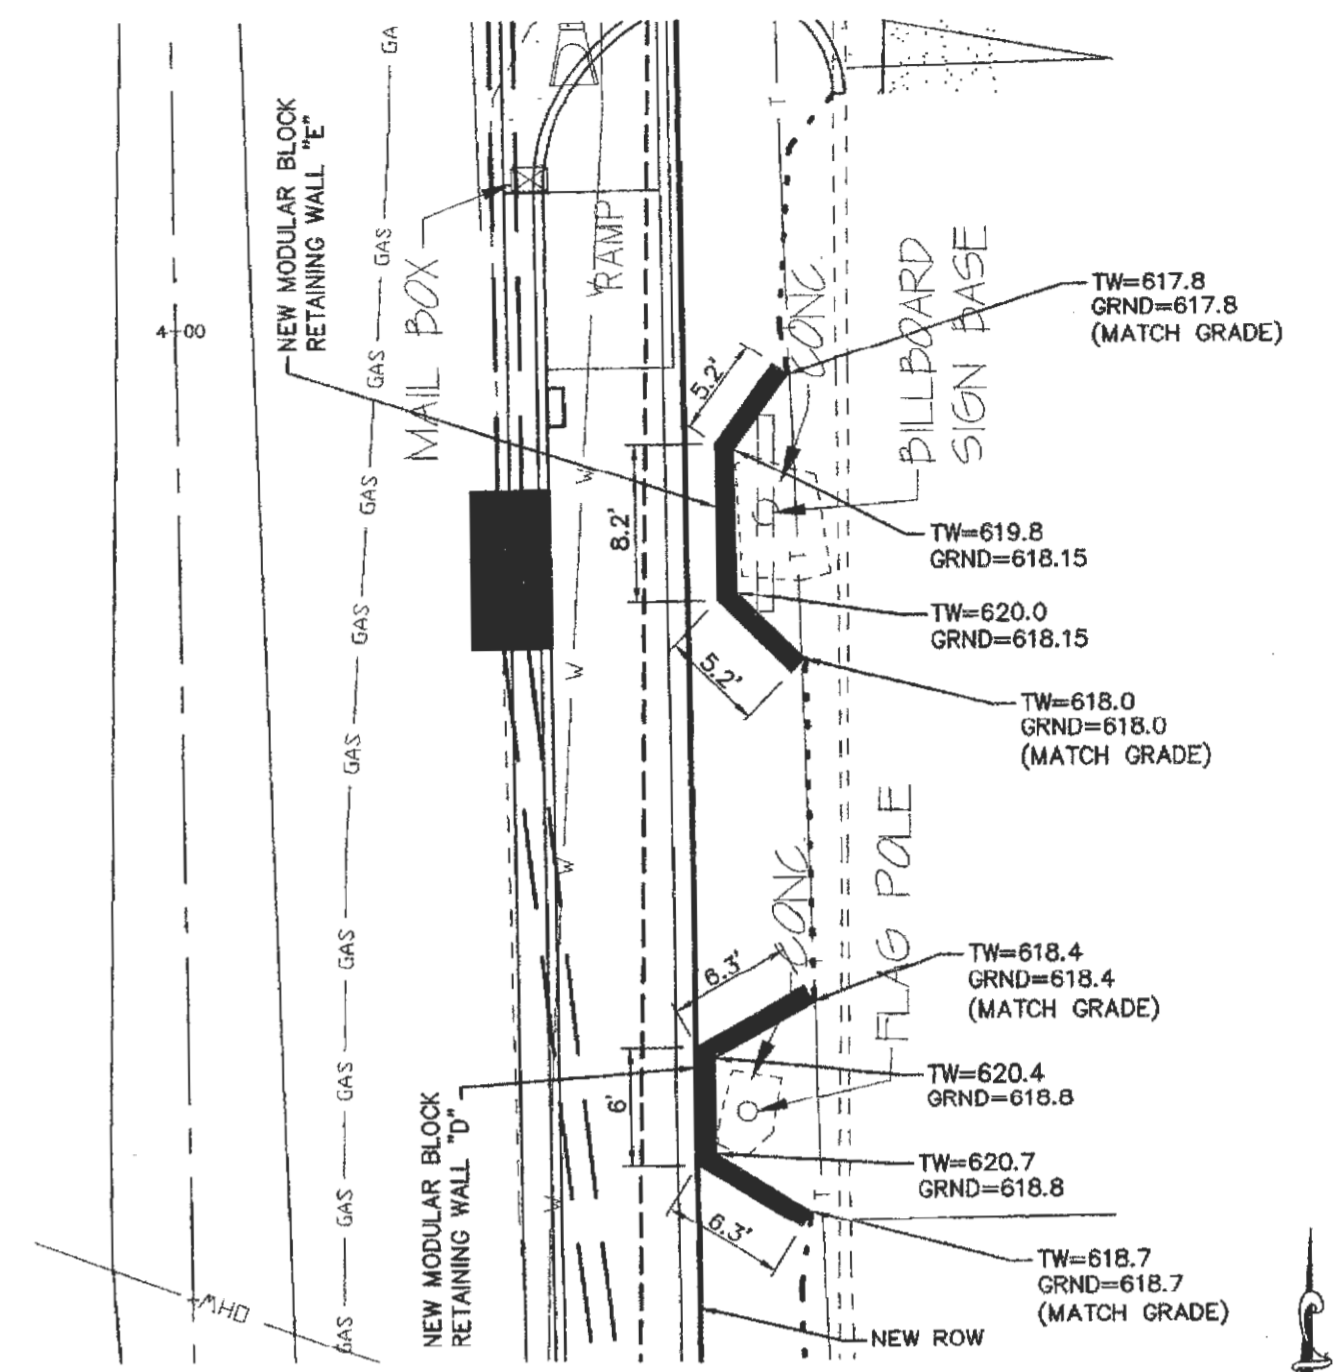 GA
GAS
NEW MODULAR BLOCK
RETAINING WALL "E"
MAIL BOX
RAMP
W
T
4+00
CONC
BILLBOARD
SIGN BASE
TW=617.8
GRND=617.8
(MATCH GRADE)
5.2'
GAS
W
8.2'
TW=619.8
GRND=618.15
GAS
T
TW=620.0
GRND=618.15
GAS
W
5.2'
TW=618.0
GRND=618.0
(MATCH GRADE)
GAS
W
CONC
FLAG POLE
GAS
6.3'
TW=618.4
GRND=618.4
(MATCH GRADE)
GAS
6'
TW=620.4
GRND=618.8
NEW MODULAR BLOCK
RETAINING WALL "D"
TW=620.7
GRND=618.8
W
T
GAS
6.3'
TW=618.7
GRND=618.7
(MATCH GRADE)
OHW
GAS
NEW ROW